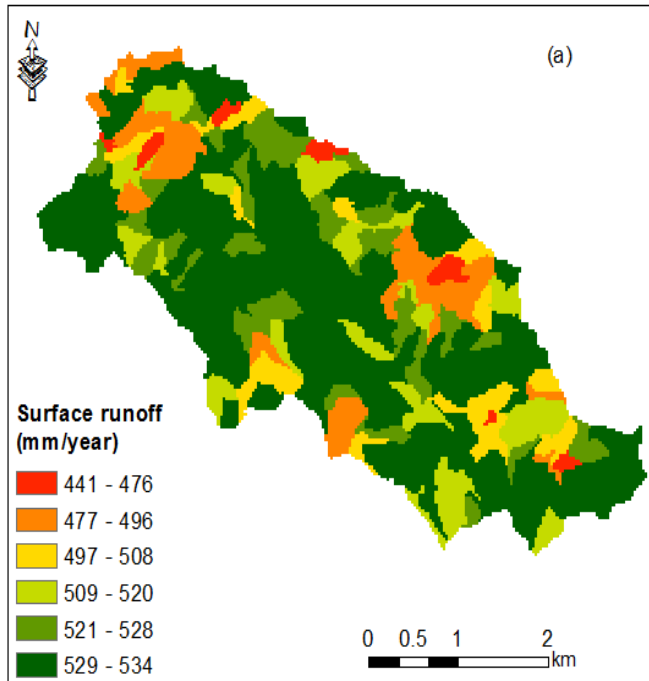 N
(a)
Surface runoff
(mm/year)
441 - 476
477 - 496
497 - 508
509 - 520
521 - 528
529 - 534
0 0.5 1 2
km